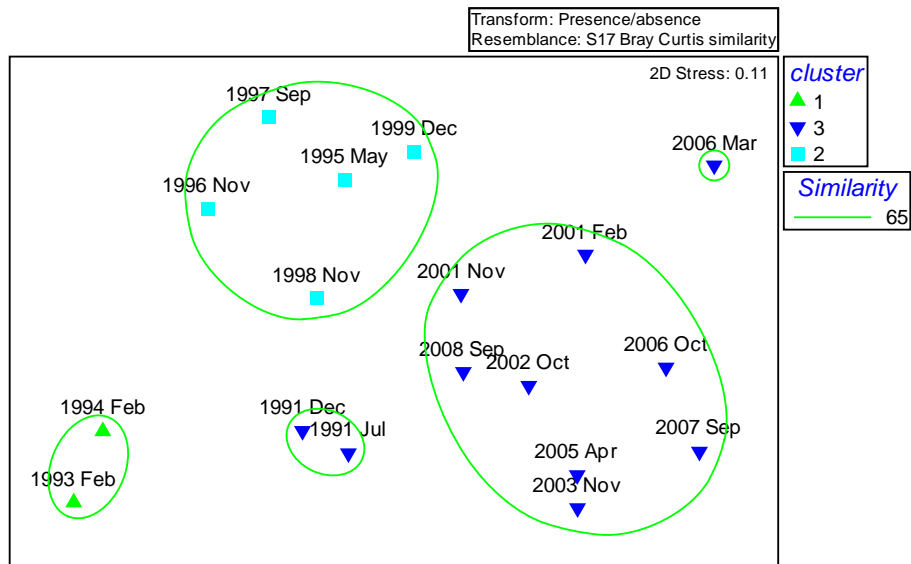 Transform: Presence/absence
Resemblance: S17 Bray Curtis similarity
2D Stress: 0.11
cluster
1
3
2
Similarity
65
1997 Sep
1999 Dec
1995 May
2006 Mar
1996 Nov
2001 Feb
2001 Nov
1998 Nov
2008 Sep
2002 Oct
2006 Oct
1994 Feb
1991 Dec
1991 Jul
2007 Sep
1993 Feb
2005 Apr
2003 Nov